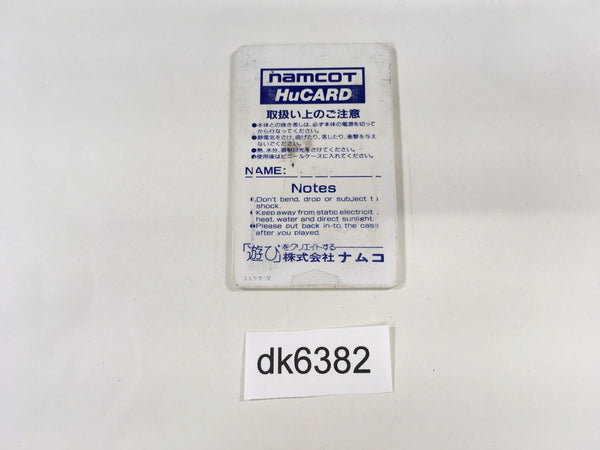 namcot
HuCARD
取扱い上のご注意
●本体との抜き差しは、必ず本体の電源を切って
から行なってください。
●静電気をさけ、曲げたり、落したり、衝撃を与え
ないでください。
●熱、水分、直射日光をさけてください。
●使用後はビニールケースに入れてください。
NAME:
Notes
●Don't bend, drop or subject to
shock.
●Keep away from static electricit
heat, water and direct sunlight.
●Please put back in-to the case
after you played.
「遊び」をクリエイトする
株式会社 ナムコ
dk6382